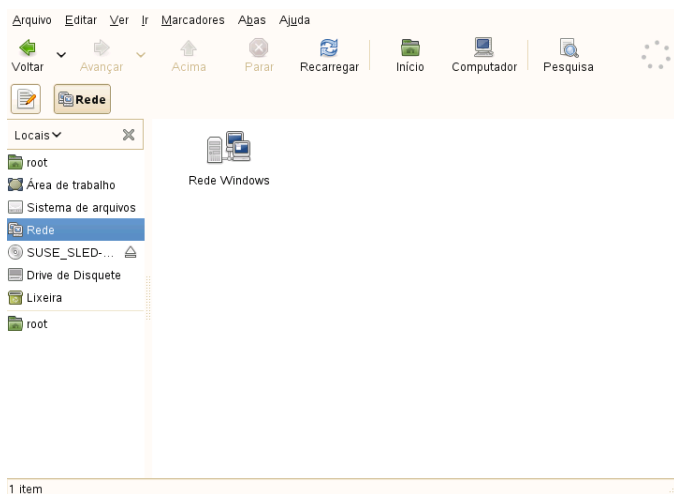 Arquivo Editar Ver Ir Marcadores Abas Ajuda
Voltar Avançar Acima Parar Recarregar Início Computador Pesquisa
Rede
Locais
root
Área de trabalho
Sistema de arquivos
Rede
SUSE_SLED-...
Drive de Disquete
Lixeira
root
Rede Windows
1 item